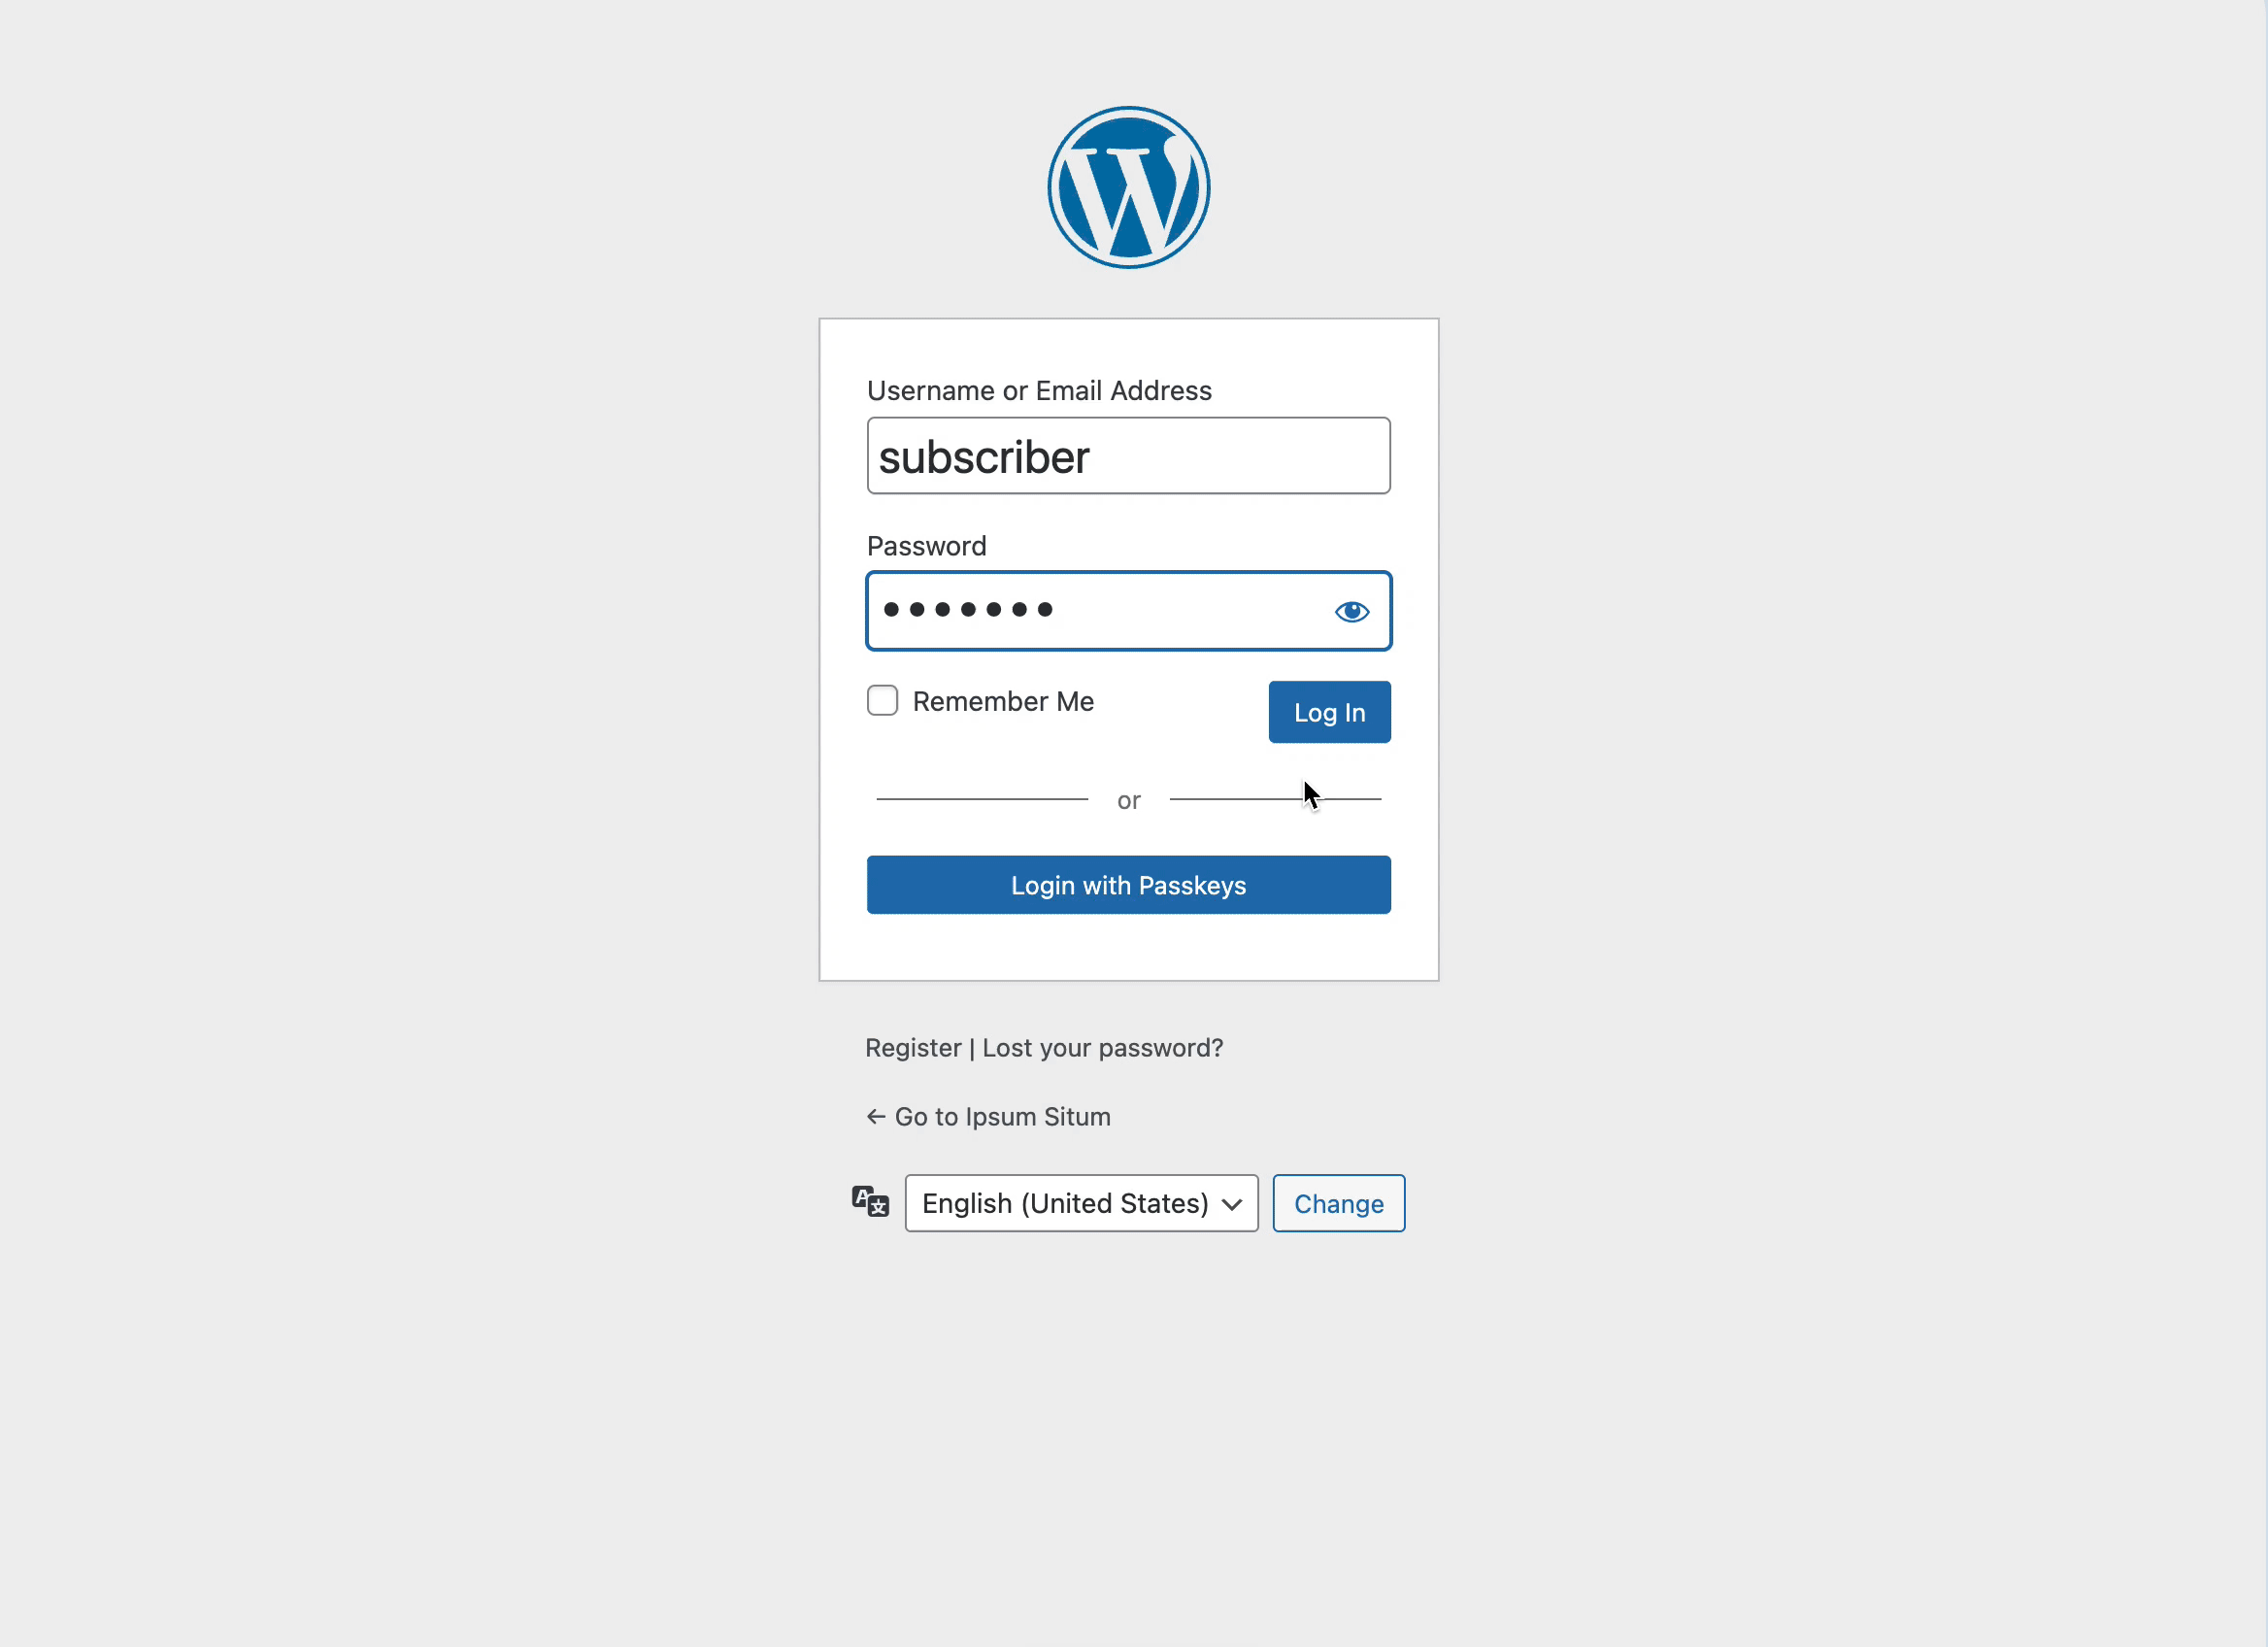 Username or Email Address
subscriber
Password
Remember Me
Log In
or
Login with Passkeys
Register | Lost your password?
← Go to Ipsum Situm
English (United States)
Change